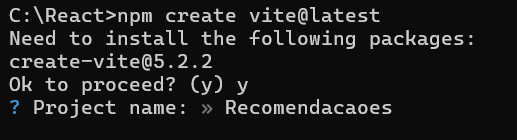 C:\React>npm create vite@latest
Need to install the following packages:
create-vite@5.2.2
Ok to proceed? (y) y
? Project name: » Recomendacaoes